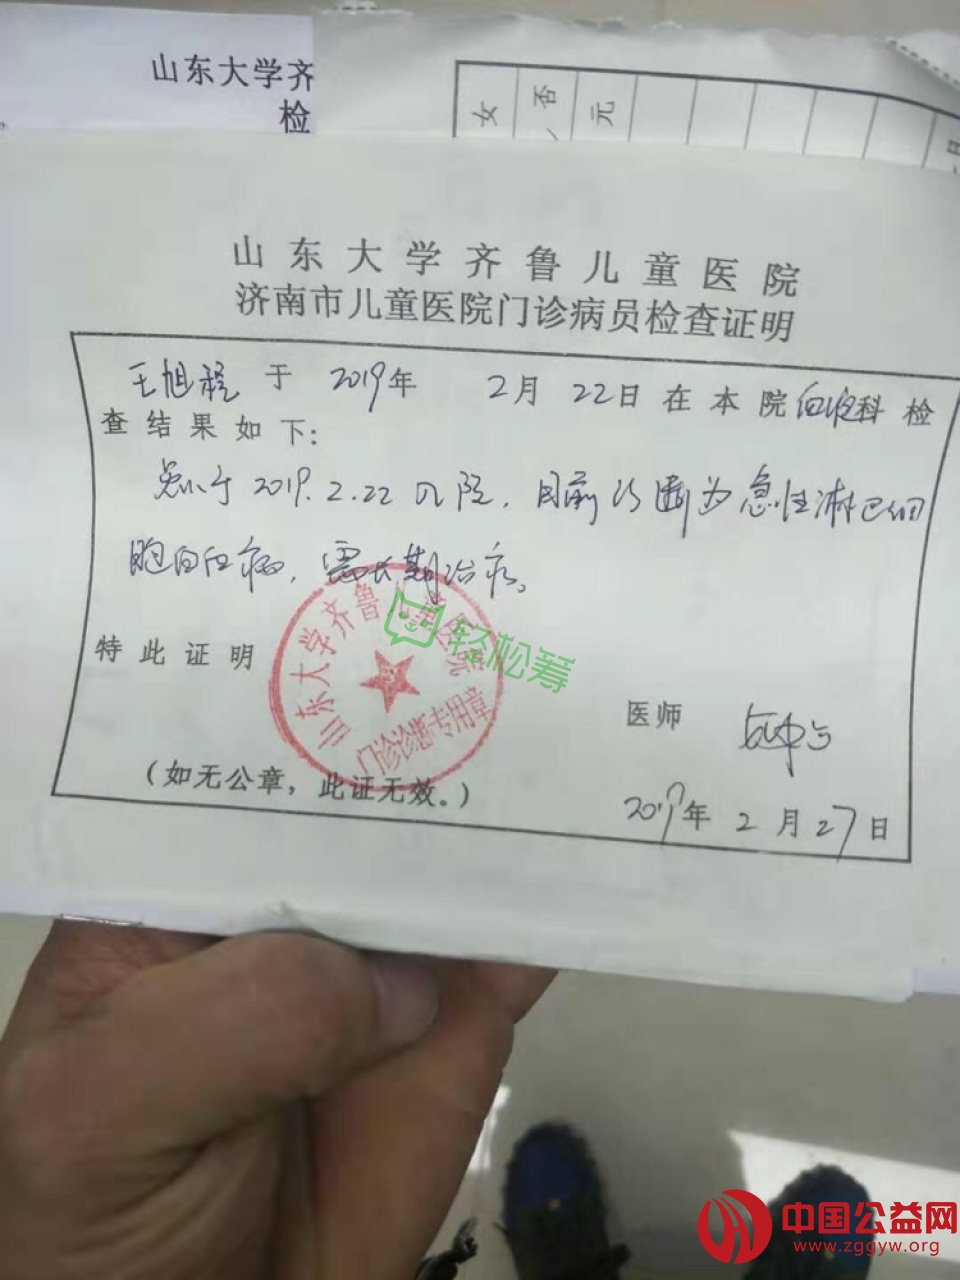 山东大学齐
检
女
否
元
山东大学齐鲁儿童医院
济南市儿童医院门诊病员检查证明
王旭程 于 2019年 2月 22日 在本院血液科检
查结果如下:
患儿于2019.2.22入院，目前诊断为急性淋巴细
胞白血病，需长期治疗。
山东大学齐鲁儿童医院
门诊诊断专用章
轻松筹
特此证明
医师
(如无公章，此证无效。)
2019年 2月 27日
中国公益网
www.zggyw.org